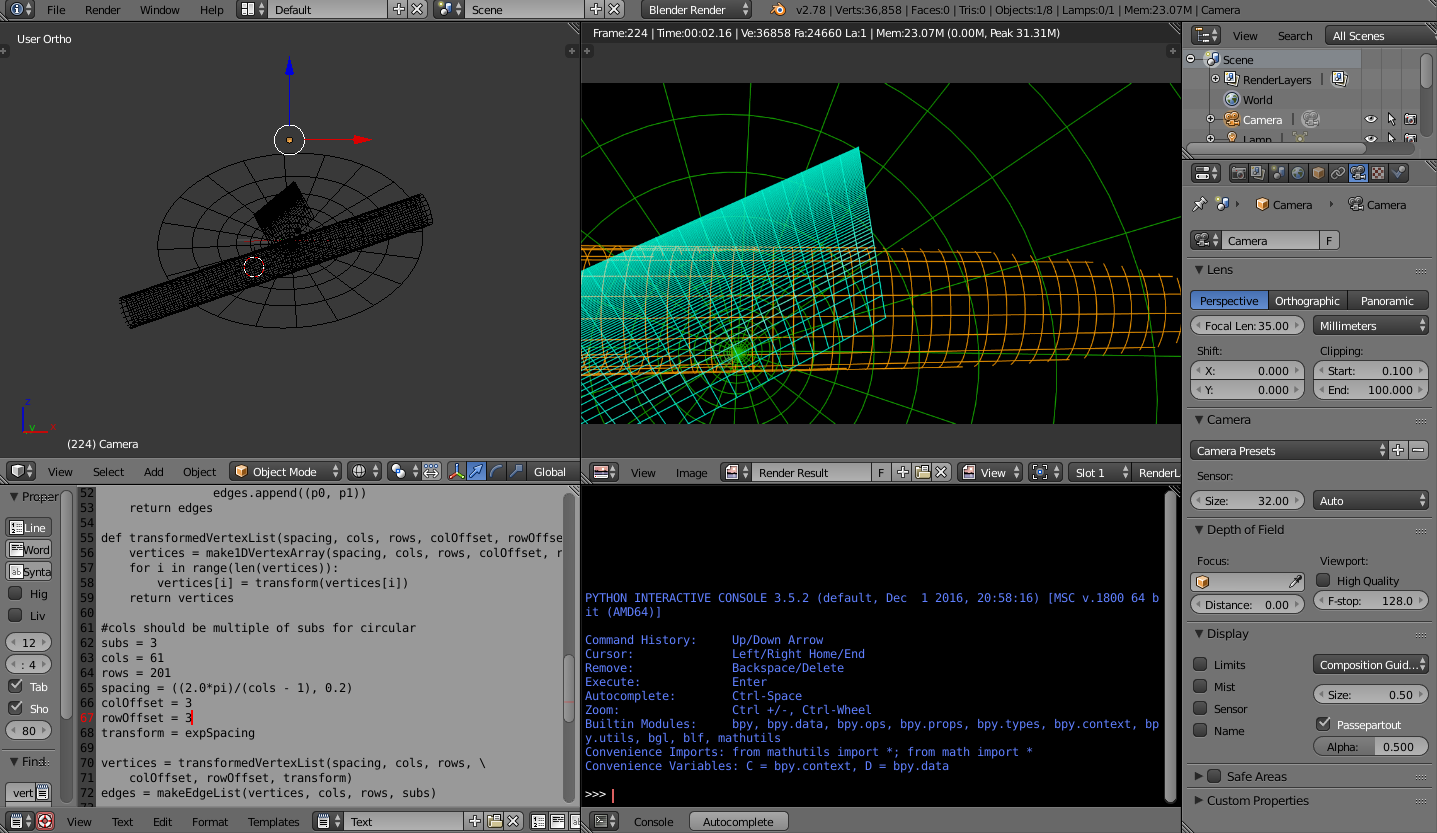 File Render Window Help Default Scene Blender Render v2.78 | Verts:36,858 | Faces:0 | Tris:0 | Objects:1/8 | Lamps:0/1 | Mem:23.07M | Camera
User Ortho
(224) Camera
z
y
x
View Select Add Object Object Mode Global
Frame:224 | Time:00:02.16 | Ve:36858 Fa:24660 La:1 | Mem:23.07M (0.00M, Peak 31.31M)
View Image Render Result F View Slot 1 RenderL
Proper
Line
Word
Synta
Hig
Liv
12
: 4
Tab
Sho
80
Find
vert
52 edges.append((p0, p1))
53 return edges
54
55 def transformedVertexList(spacing, cols, rows, colOffset, rowOffse
56 vertices = make1DVertexArray(spacing, cols, rows, colOffset, r
57 for i in range(len(vertices)):
58 vertices[i] = transform(vertices[i])
59 return vertices
60
61 #cols should be multiple of subs for circular
62 subs = 3
63 cols = 61
64 rows = 201
65 spacing = ((2.0*pi)/(cols - 1), 0.2)
66 colOffset = 3
67 rowOffset = 3
68 transform = expSpacing
69
70 vertices = transformedVertexList(spacing, cols, rows, \
71 colOffset, rowOffset, transform)
72 edges = makeEdgeList(vertices, cols, rows, subs)
View Text Edit Format Templates Text
PYTHON INTERACTIVE CONSOLE 3.5.2 (default, Dec 1 2016, 20:58:16) [MSC v.1800 64 b
it (AMD64)]
Command History: Up/Down Arrow
Cursor: Left/Right Home/End
Remove: Backspace/Delete
Execute: Enter
Autocomplete: Ctrl-Space
Zoom: Ctrl +/-, Ctrl-Wheel
Builtin Modules: bpy, bpy.data, bpy.ops, bpy.props, bpy.types, bpy.context, bp
y.utils, bgl, blf, mathutils
Convenience Imports: from mathutils import *; from math import *
Convenience Variables: C = bpy.context, D = bpy.data
>>>
Console Autocomplete
View Search All Scenes
Scene
RenderLayers |
World
Camera |
Lamp |
Camera Camera
Camera F
Lens
Perspective Orthographic Panoramic
Focal Len: 35.00 Millimeters
Shift: Clipping:
X: 0.000 Start: 0.100
Y: 0.000 End: 100.000
Camera
Camera Presets
Sensor:
Size: 32.00 Auto
Depth of Field
Focus: Viewport:
High Quality
Distance: 0.00 F-stop: 128.0
Display
Limits Composition Guid...
Mist Size: 0.50
Sensor Passepartout
Name Alpha: 0.500
Safe Areas
Custom Properties